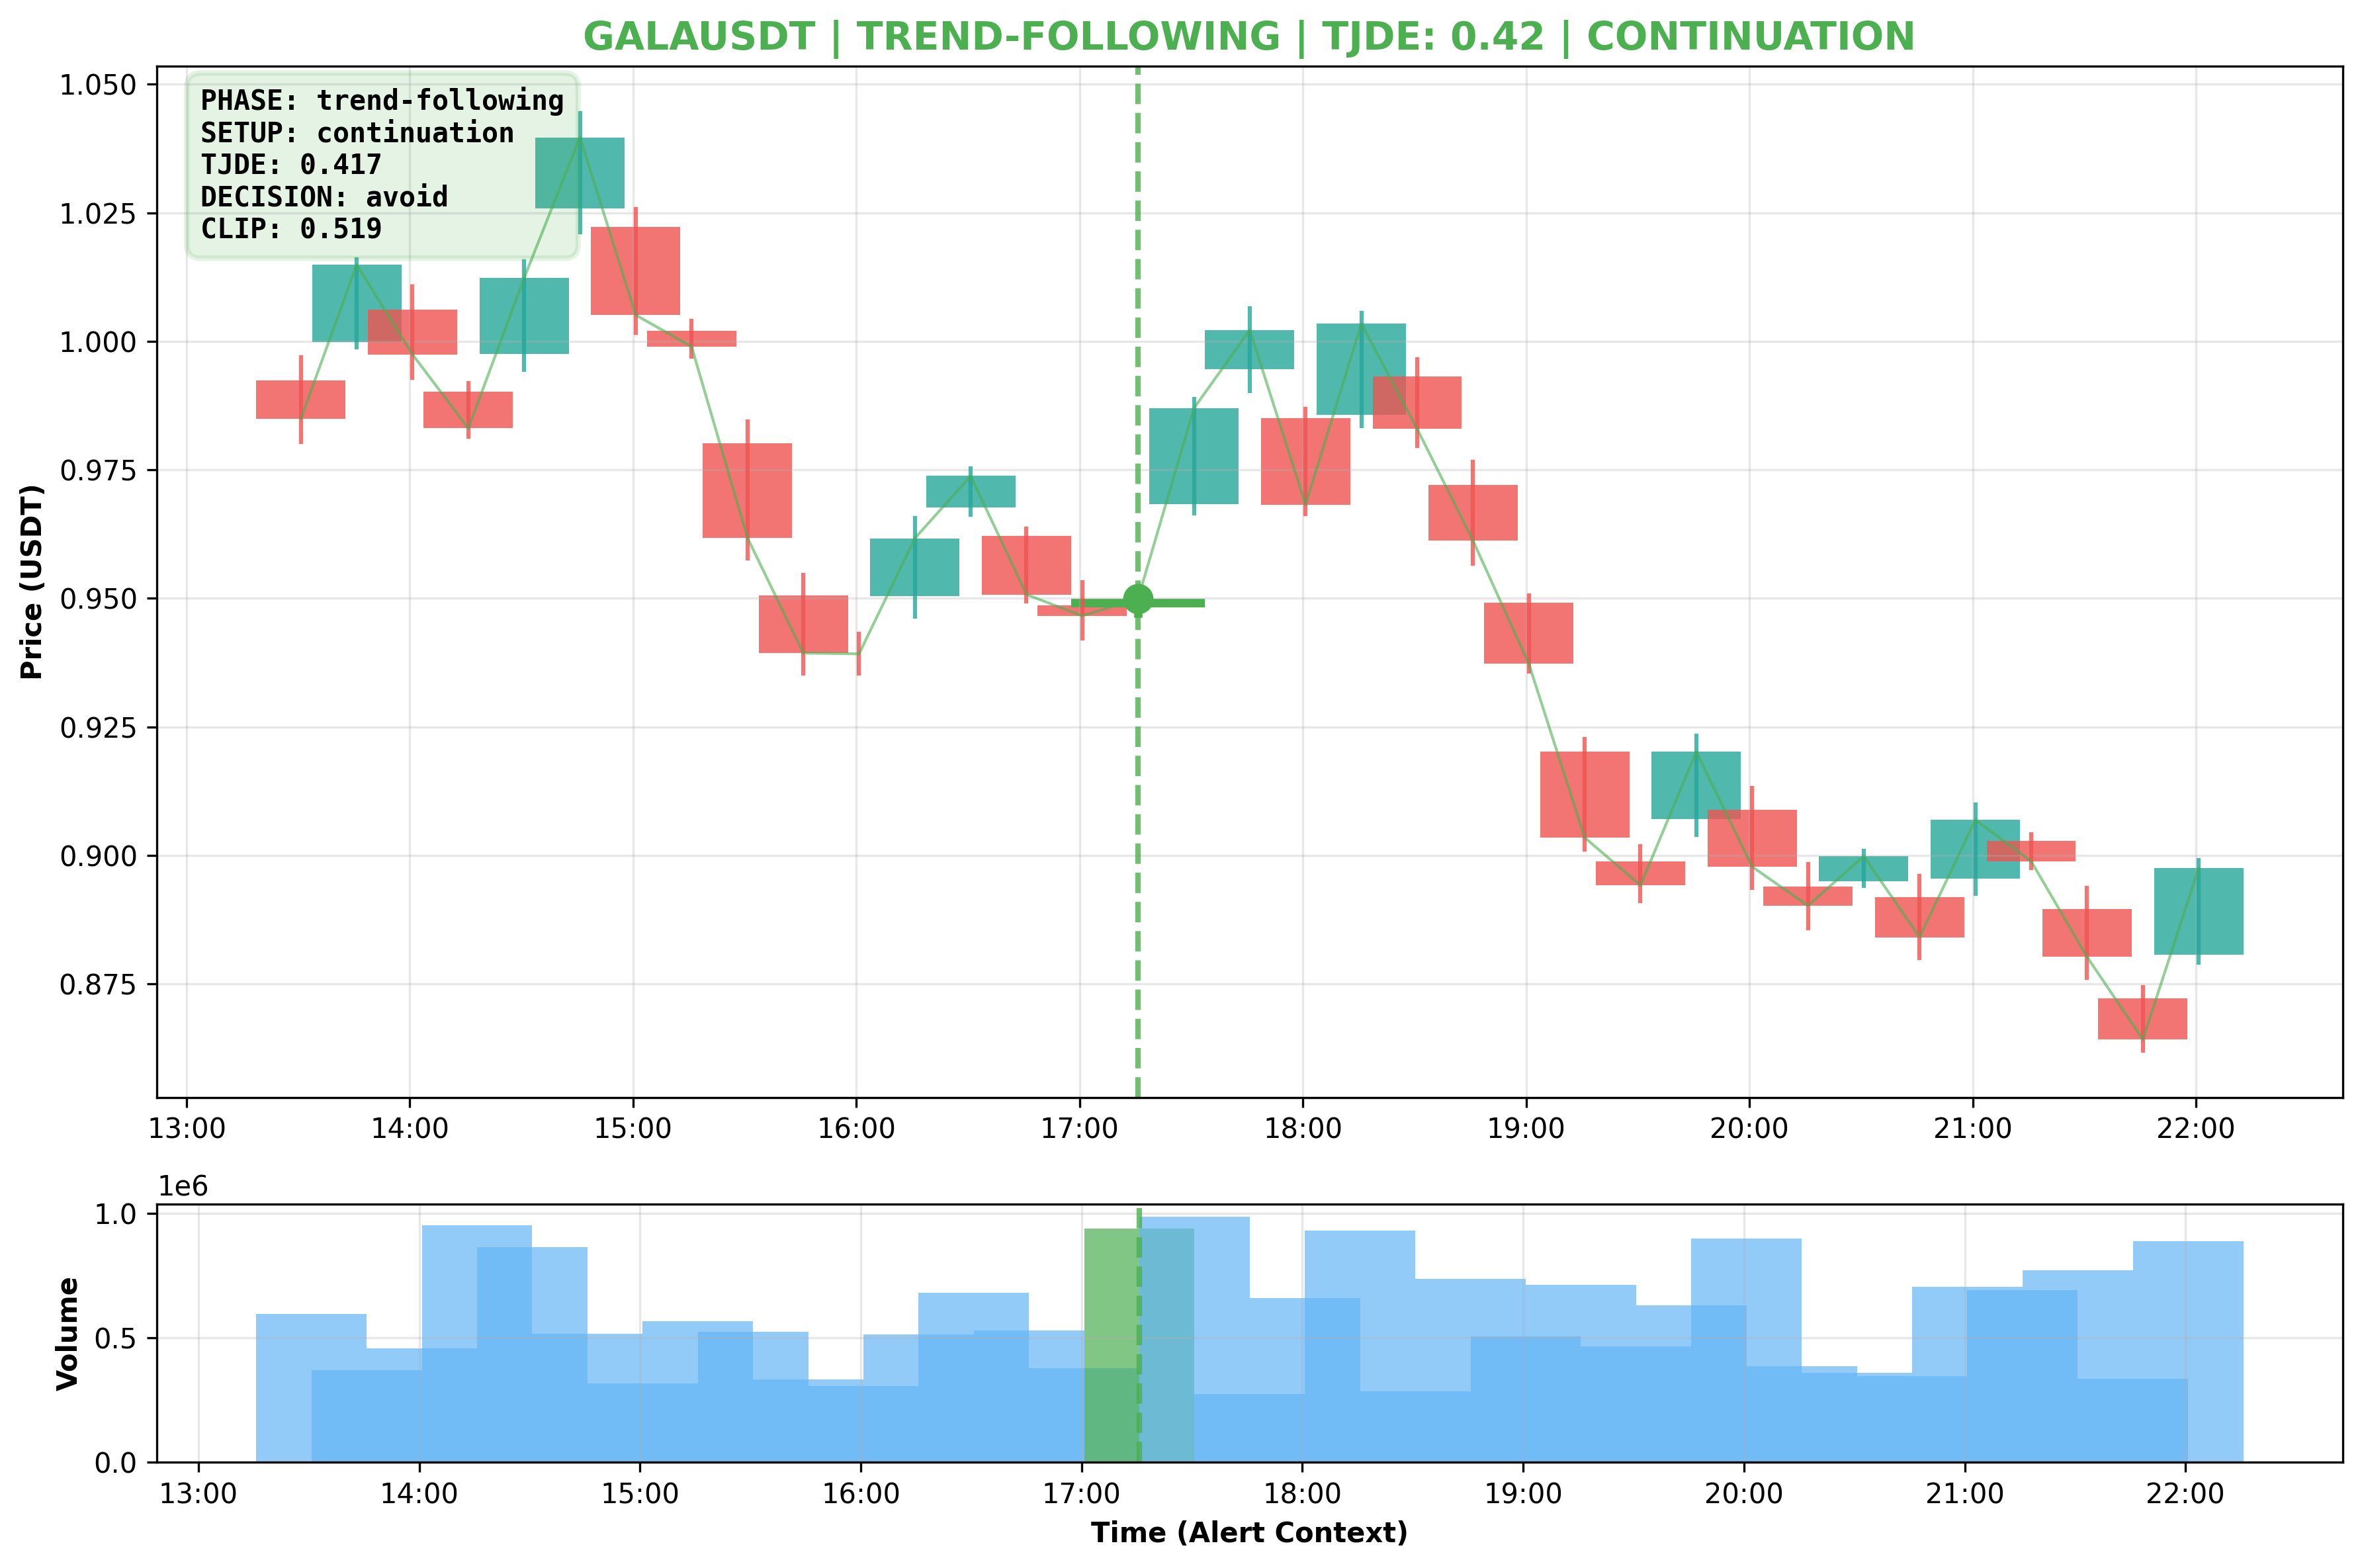 GALAUSDT | TREND-FOLLOWING | TJDE: 0.42 | CONTINUATION
PHASE: trend-following
SETUP: continuation
TJDE: 0.417
DECISION: avoid
CLIP: 0.519
Price (USDT)
1.050
1.025
1.000
0.975
0.950
0.925
0.900
0.875
13:00 14:00 15:00 16:00 17:00 18:00 19:00 20:00 21:00 22:00
1e6
Volume
1.0
0.5
0.0
13:00 14:00 15:00 16:00 17:00 18:00 19:00 20:00 21:00 22:00
Time (Alert Context)